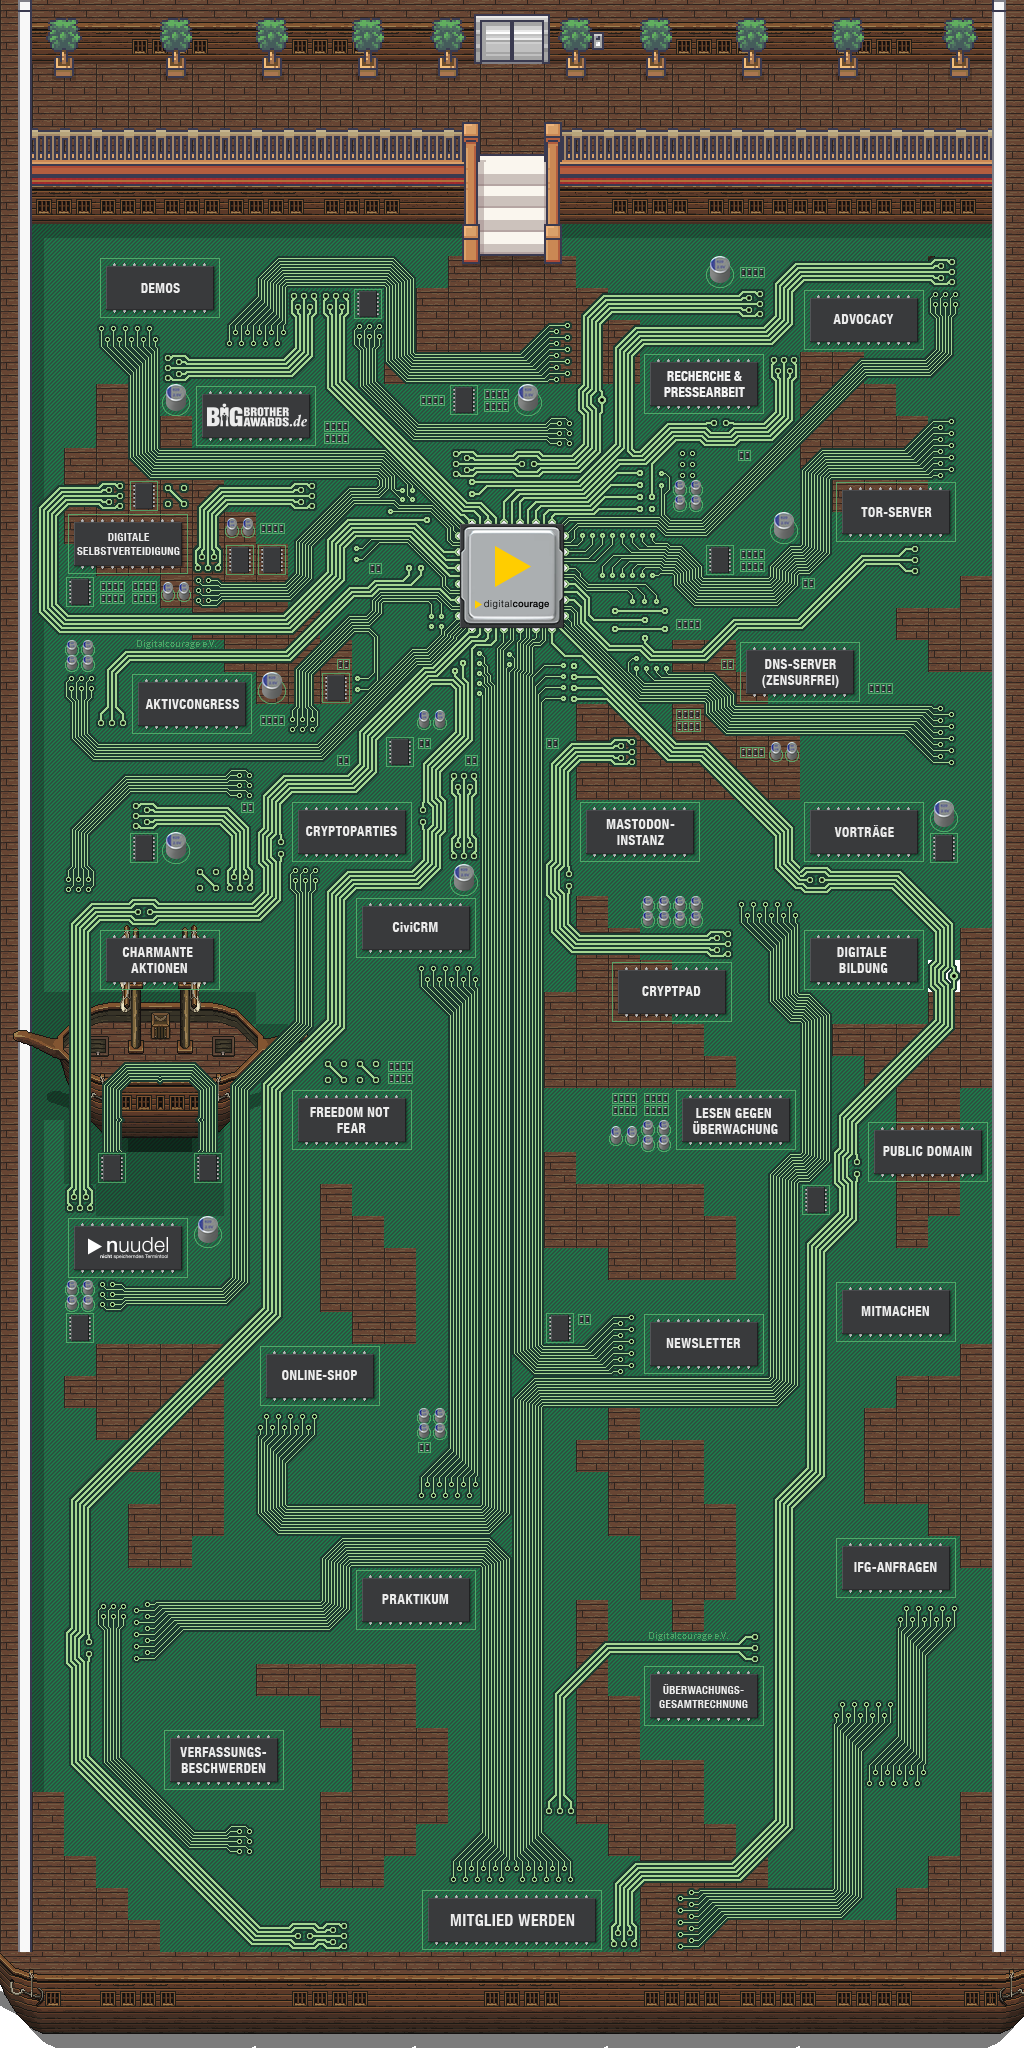 DEMOS
ADVOCACY
RECHERCHE &
PRESSEARBEIT
BIG BROTHER
AWARDS.de
TOR-SERVER
DIGITALE
SELBSTVERTEIDIGUNG
digitalcourage
Digitalcourage e.V.
DNS-SERVER
(ZENSURFREI)
AKTIVCONGRESS
CRYPTOPARTIES
MASTODON-
INSTANZ
VORTRÄGE
CiviCRM
CHARMANTE
AKTIONEN
DIGITALE
BILDUNG
CRYPTPAD
FREEDOM NOT
FEAR
LESEN GEGEN
ÜBERWACHUNG
PUBLIC DOMAIN
nuudel
nicht speicherndes Termintool
MITMACHEN
NEWSLETTER
ONLINE-SHOP
IFG-ANFRAGEN
PRAKTIKUM
Digitalcourage e.V.
ÜBERWACHUNGS-
GESAMTRECHNUNG
VERFASSUNGS-
BESCHWERDEN
MITGLIED WERDEN